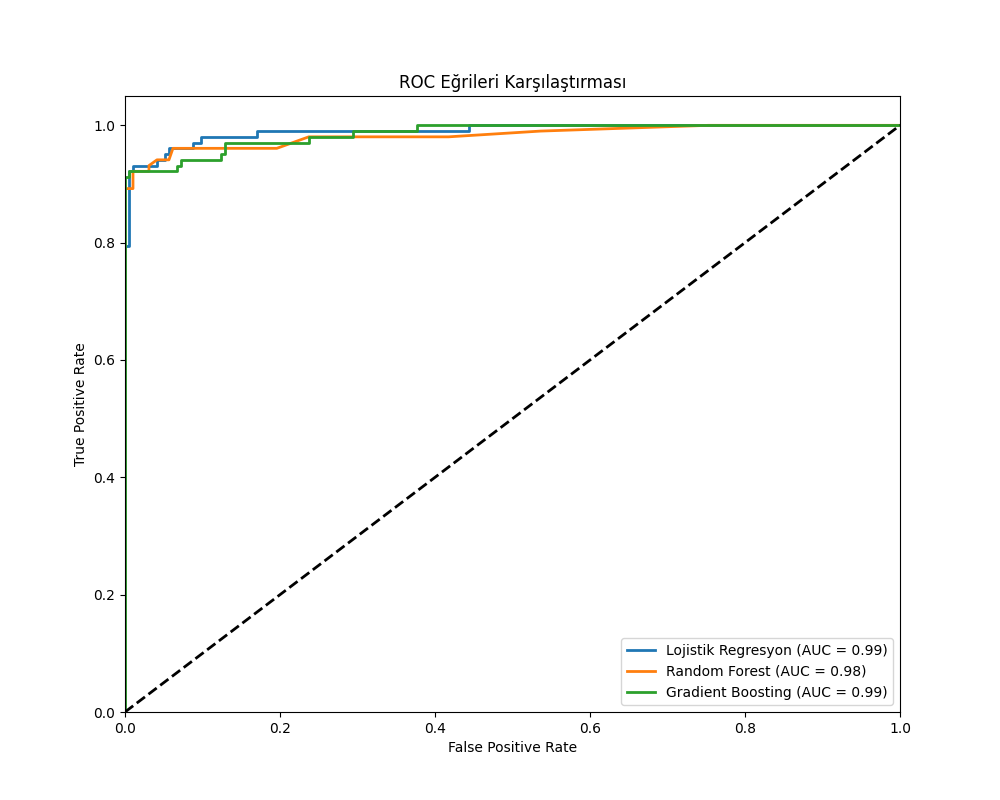 ROC Eğrileri Karşılaştırması
True Positive Rate
1.0
0.8
0.6
0.4
0.2
0.0
0.0 0.2 0.4 0.6 0.8 1.0
False Positive Rate
Lojistik Regresyon (AUC = 0.99)
Random Forest (AUC = 0.98)
Gradient Boosting (AUC = 0.99)